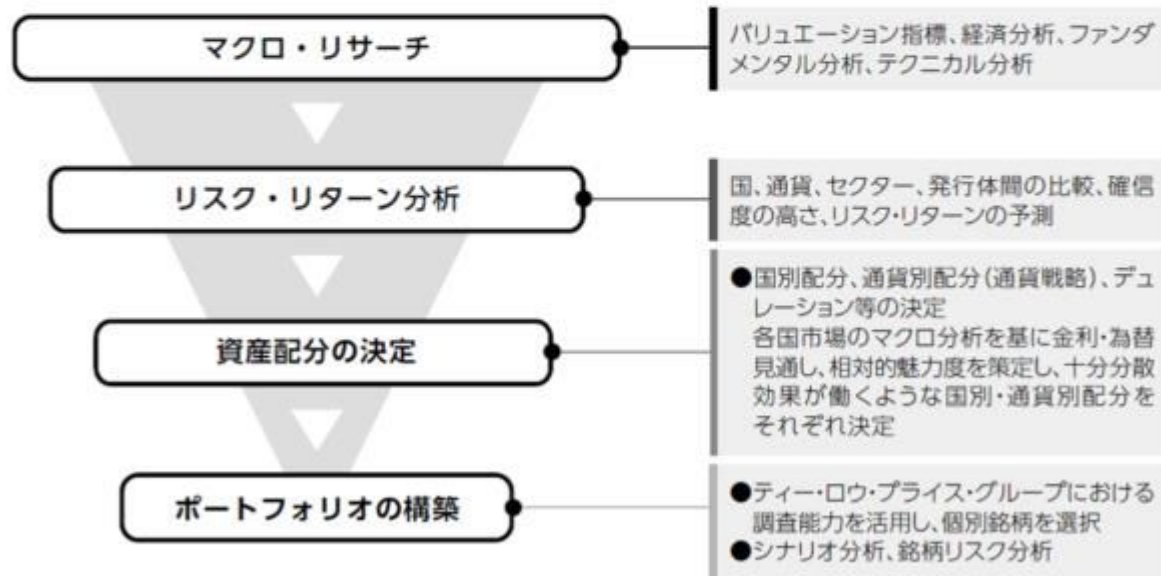 マクロ・リサーチ
バリュエーション指標、経済分析、ファンダ
メンタル分析、テクニカル分析
リスク・リターン分析
国、通貨、セクター、発行体間の比較、確信
度の高さ、リスク・リターンの予測
資産配分の決定
●国別配分、通貨別配分(通貨戦略)、デュ
レーション等の決定
各国市場のマクロ分析を基に金利・為替
見通し、相対的魅力度を策定し、十分分散
効果が働くような国別・通貨別配分を
それぞれ決定
ポートフォリオの構築
●ティー・ロウ・プライス・グループにおける
調査能力を活用し、個別銘柄を選択
●シナリオ分析、銘柄リスク分析